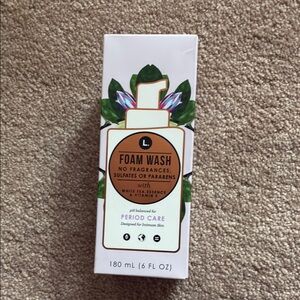 L.
FOAM WASH
NO FRAGRANCES,
SULFATES OR PARABENS
with
WHITE TEA ESSENCE
& VITAMIN E
pH balanced for
PERIOD CARE
Designed for Intimate Skin
180 mL (6 FL OZ)